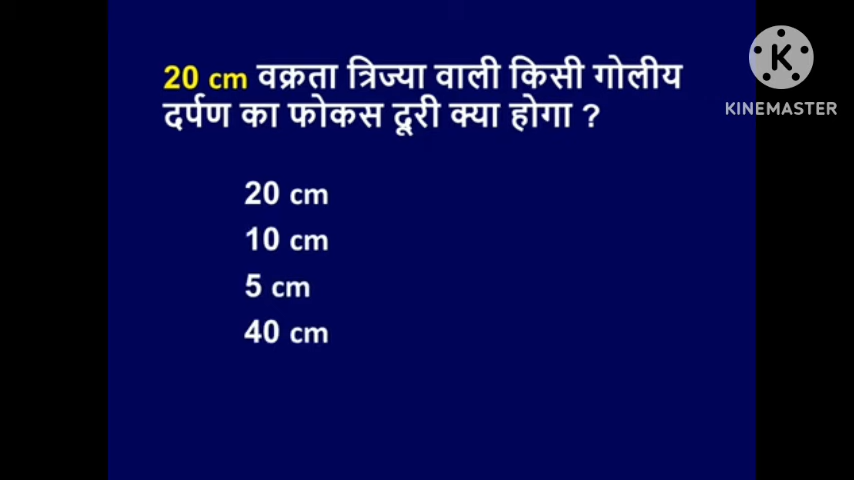 20 cm वक्रता त्रिज्या वाली किसी गोलीय
दर्पण का फोकस दूरी क्या होगा ?
20 cm
10 cm
5 cm
40 cm
K
KINEMASTER